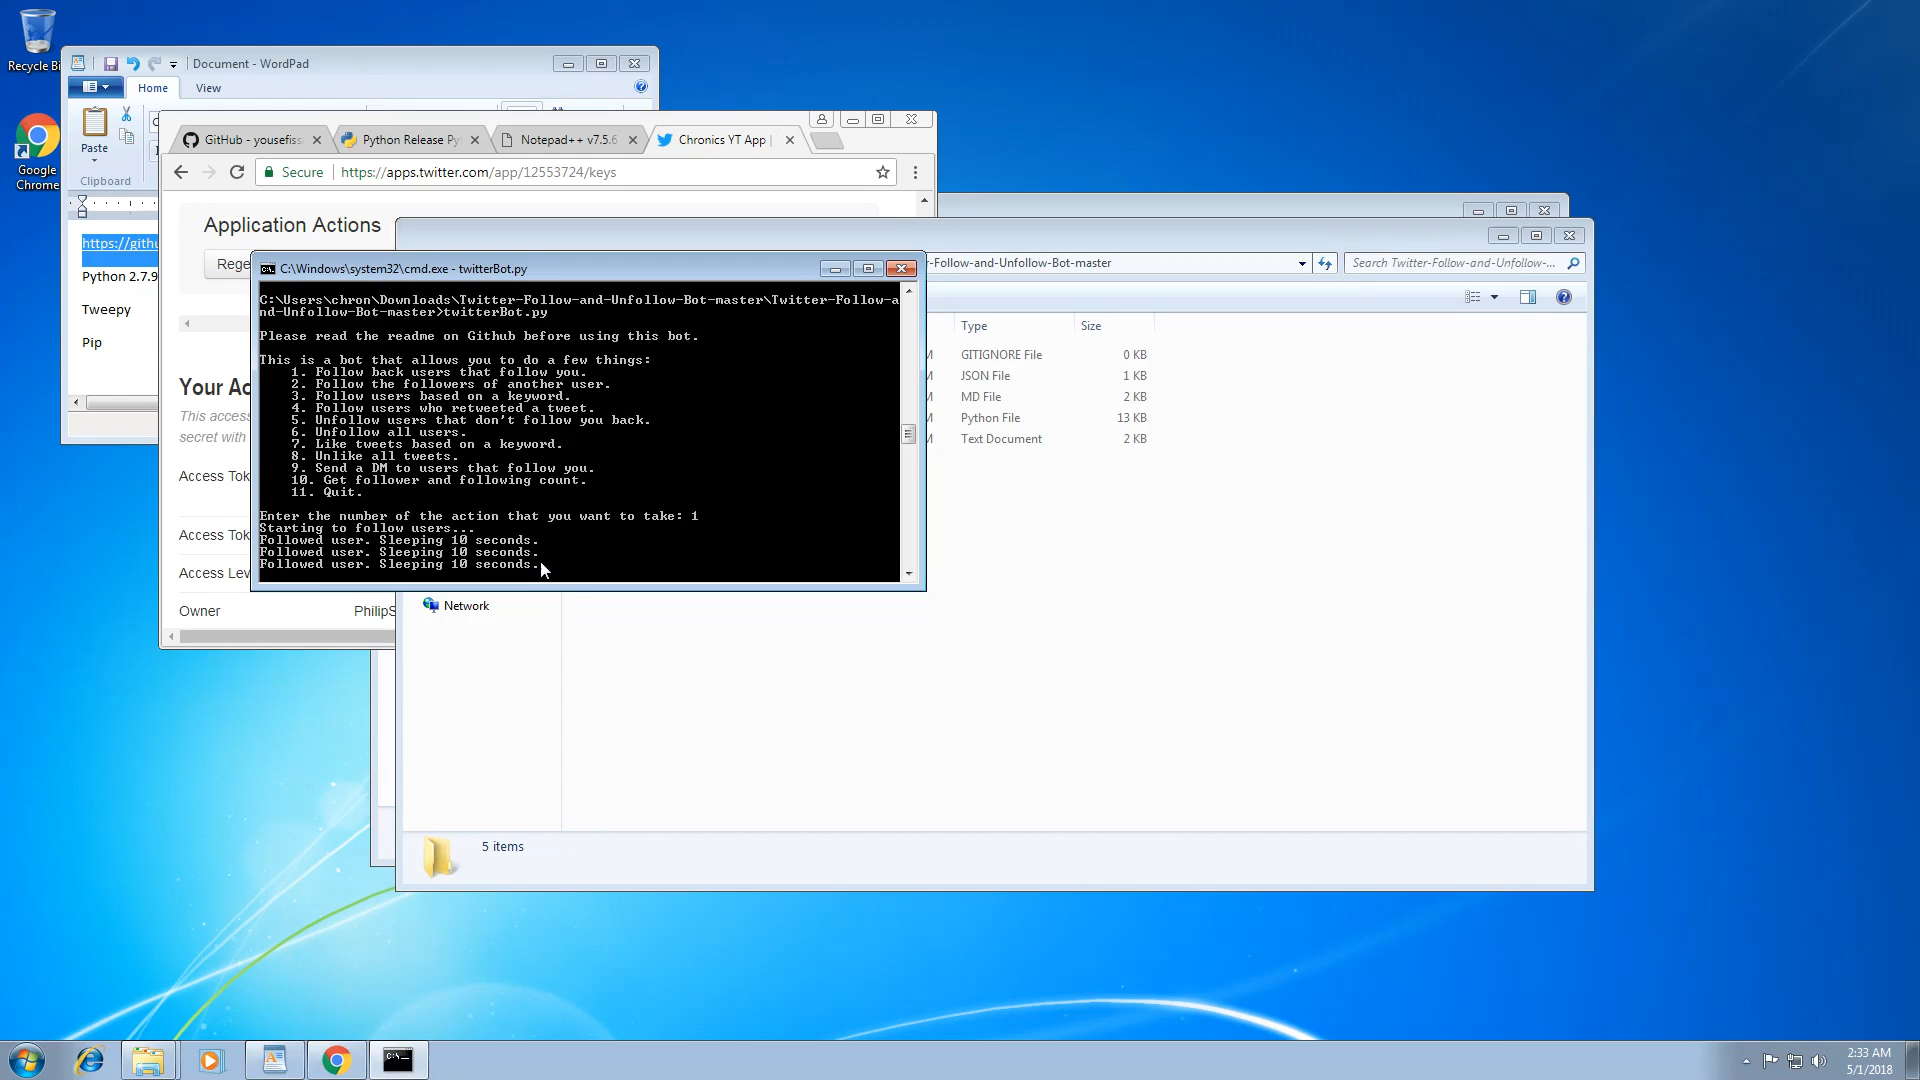 Recycle Bi
Google
Chrome
Document - WordPad
Home
View
Paste
Clipboard
https://githu
Python 2.7.9
Tweepy
Pip
GitHub - yousefiss
Python Release Py
Notepad++ v7.5.6
Chronics YT App |
Secure
https://apps.twitter.com/app/12553724/keys
Application Actions
Rege
Your Ac
This access
secret with
Access Tok
Access Tok
Access Lev
Owner
PhilipS
C:\Windows\system32\cmd.exe - twitterBot.py
C:\Users\chron\Downloads\Twitter-Follow-and-Unfollow-Bot-master\Twitter-Follow-a
nd-Unfollow-Bot-master>twitterBot.py
Please read the readme on Github before using this bot.
This is a bot that allows you to do a few things:
1. Follow back users that follow you.
2. Follow the followers of another user.
3. Follow users based on a keyword.
4. Follow users who retweeted a tweet.
5. Unfollow users that don't follow you back.
6. Unfollow all users.
7. Like tweets based on a keyword.
8. Unlike all tweets.
9. Send a DM to users that follow you.
10. Get follower and following count.
11. Quit.
Enter the number of the action that you want to take: 1
Starting to follow users...
Followed user. Sleeping 10 seconds.
Followed user. Sleeping 10 seconds.
Followed user. Sleeping 10 seconds.
r-Follow-and-Unfollow-Bot-master
Search Twitter-Follow-and-Unfollow-...
Type
Size
GITIGNORE File
0 KB
JSON File
1 KB
MD File
2 KB
Python File
13 KB
Text Document
2 KB
Network
5 items
2:33 AM
5/1/2018